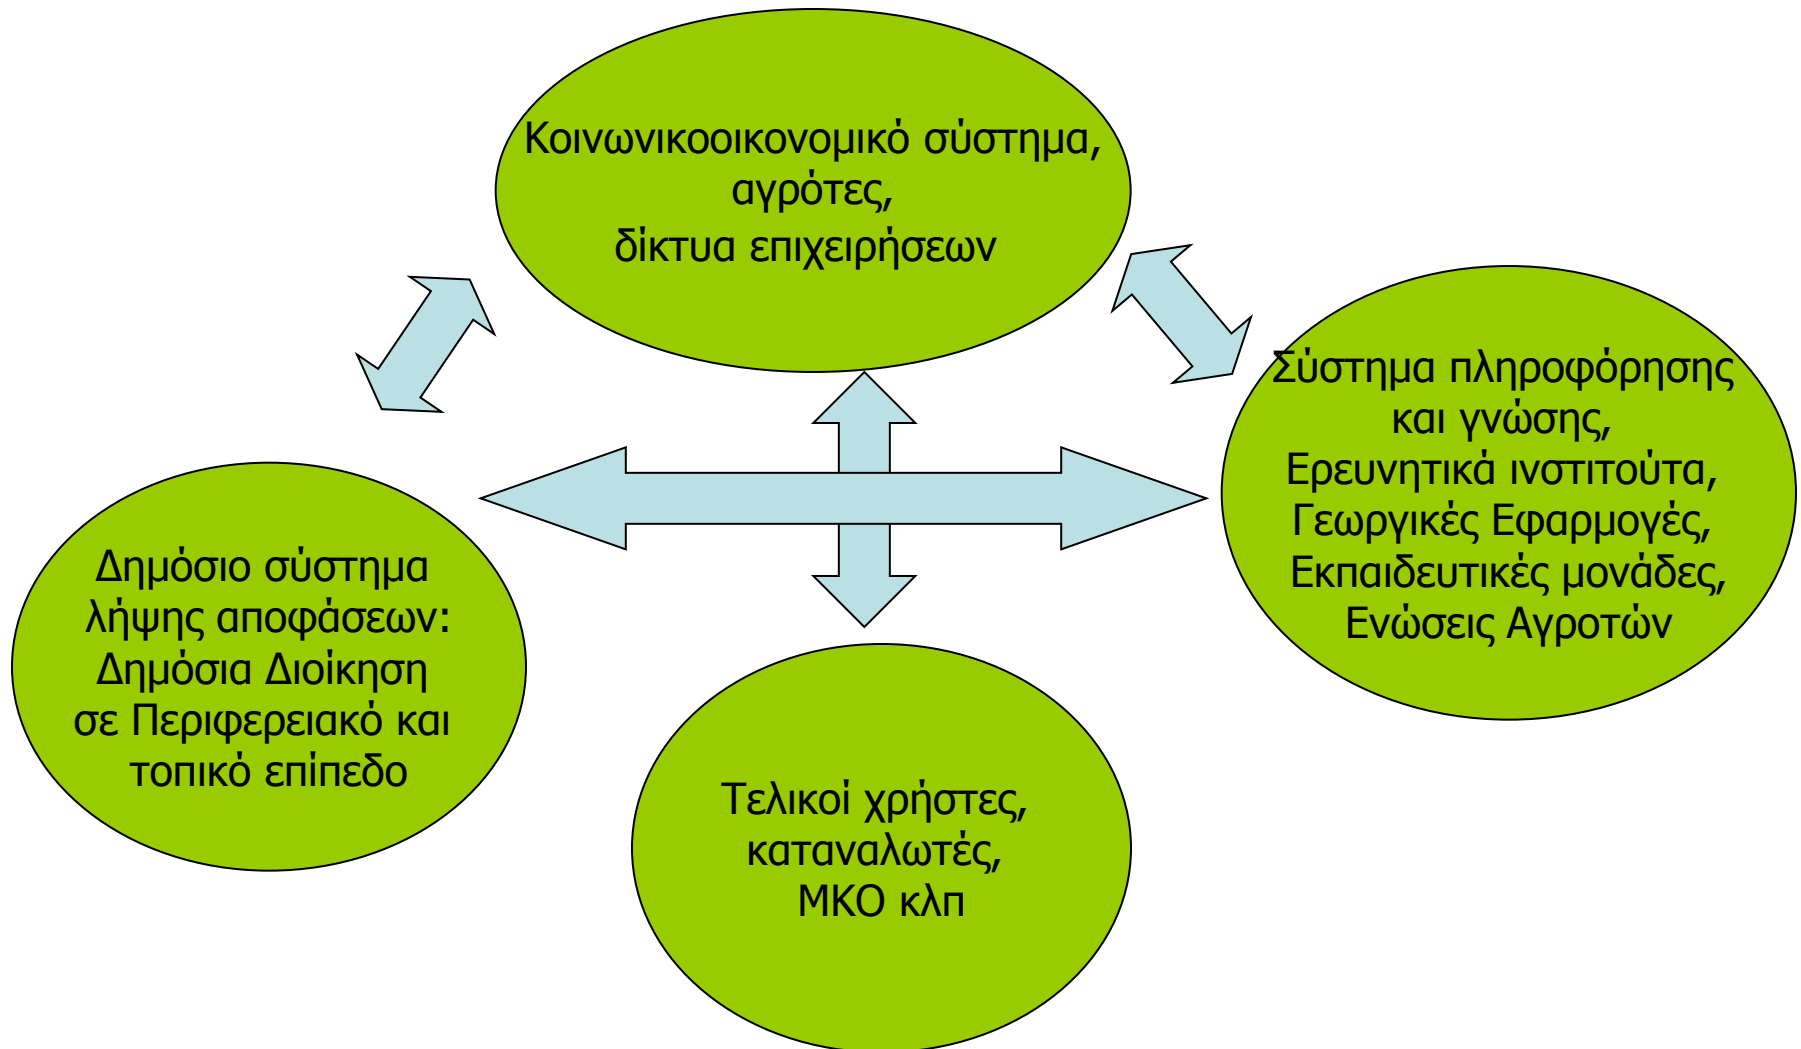 Κοινωνικοοικονομικό σύστημα,
αγρότες,
δίκτυα επιχειρήσεων
Σύστημα πληροφόρησης
και γνώσης,
Ερευνητικά ινστιτούτα,
Γεωργικές Εφαρμογές,
Εκπαιδευτικές μονάδες,
Ενώσεις Αγροτών
Δημόσιο σύστημα
λήψης αποφάσεων:
Δημόσια Διοίκηση
σε Περιφερειακό και
τοπικό επίπεδο
Τελικοί χρήστες,
καταναλωτές,
ΜΚΟ κλπ